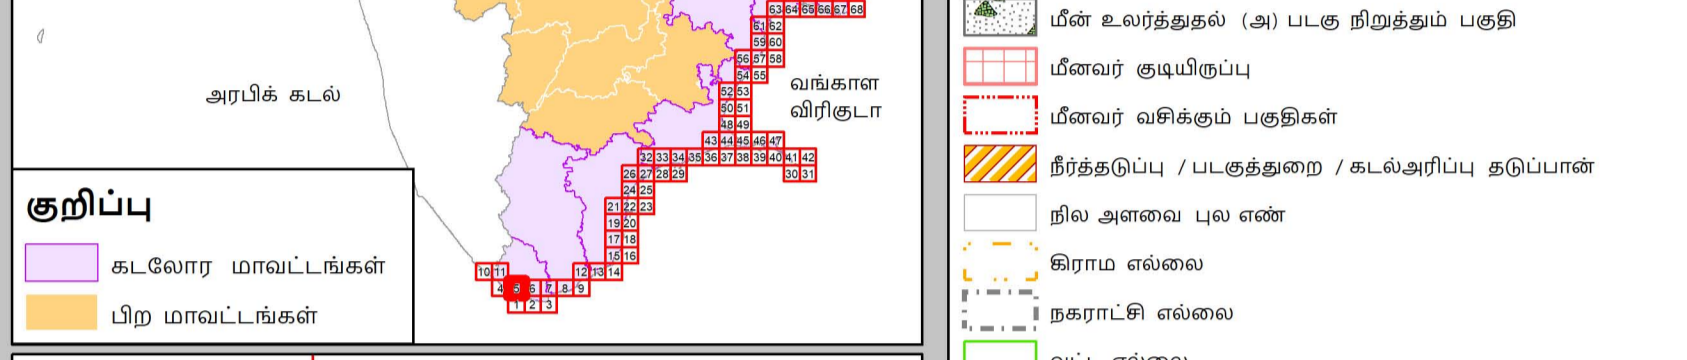 63 64 65 66 67 68
61 62
59 60
56 57 58
54 55
52 53
50 51
48 49
43 44 45 46 47
32 33 34 35 36 37 38 39 40 41 42
26 27 28 29 30 31
24 25
21 22 23
19 20
17 18
15 16
10 11 12 13 14
4 5 6 7 8 9
1 2 3
அரபிக் கடல்
வங்காள
விரிகுடா
குறிப்பு
கடலோர மாவட்டங்கள்
பிற மாவட்டங்கள்
மீன் உலர்த்துதல் (அ) படகு நிறுத்தும் பகுதி
மீனவர் குடியிருப்பு
மீனவர் வசிக்கும் பகுதிகள்
நீர்த்தடுப்பு / படகுத்துறை / கடல்அரிப்பு தடுப்பான்
நில அளவை புல எண்
கிராம எல்லை
நகராட்சி எல்லை